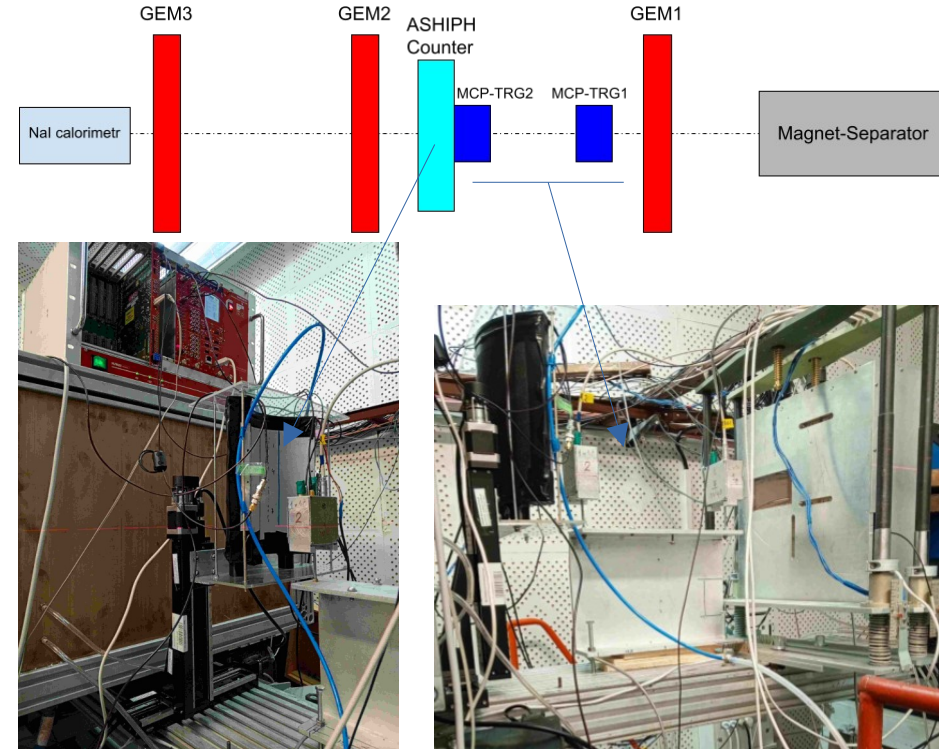 GEM3
GEM2
ASHIPH
Counter
GEM1
MCP-TRG2
MCP-TRG1
NaI calorimetr
Magnet-Separator
2
2